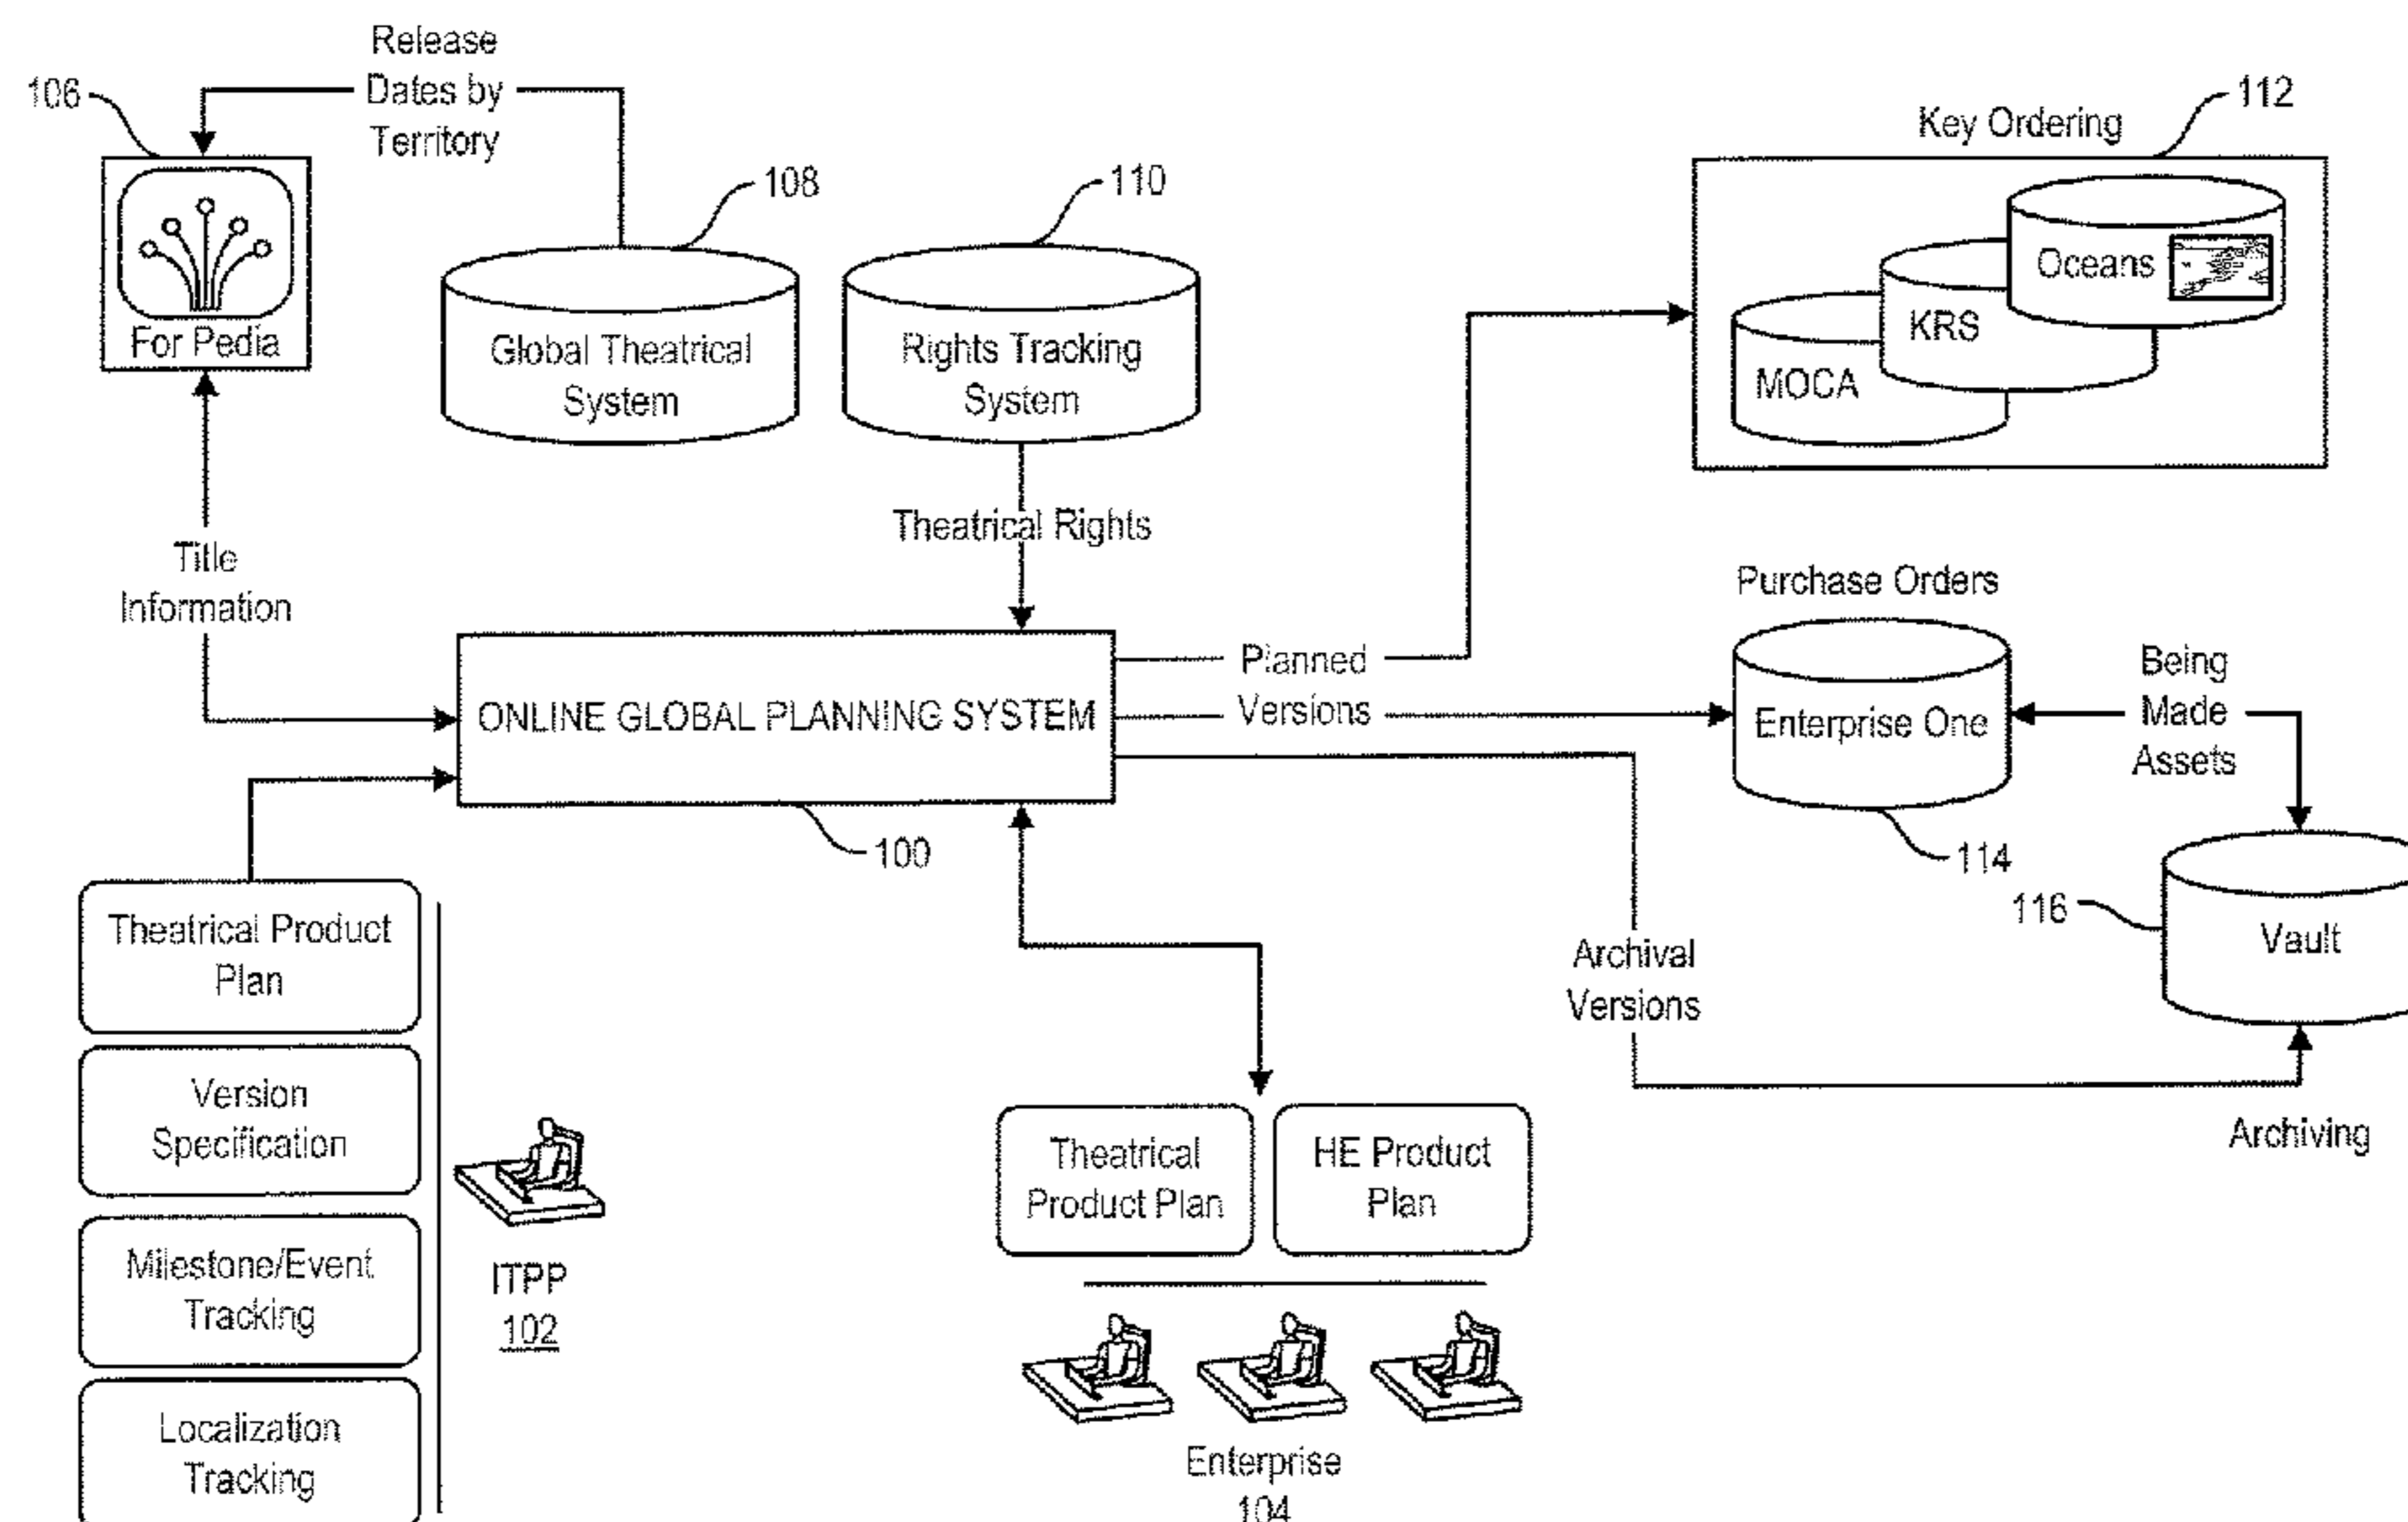 Release
Dates by
Territory
106
For Pedia
108
Global Theatrical
System
110
Rights Tracking
System
Key Ordering
112
Oceans
KRS
MOCA
Title
Information
Theatrical Rights
ONLINE GLOBAL PLANNING SYSTEM
100
Planned
Versions
Purchase Orders
Enterprise One
114
Being
Made
Assets
116
Vault
Archival
Versions
Archiving
Theatrical Product
Plan
Version
Specification
Milestone/Event
Tracking
Localization
Tracking
ITPP
102
Theatrical
Product Plan
HE Product
Plan
Enterprise
104